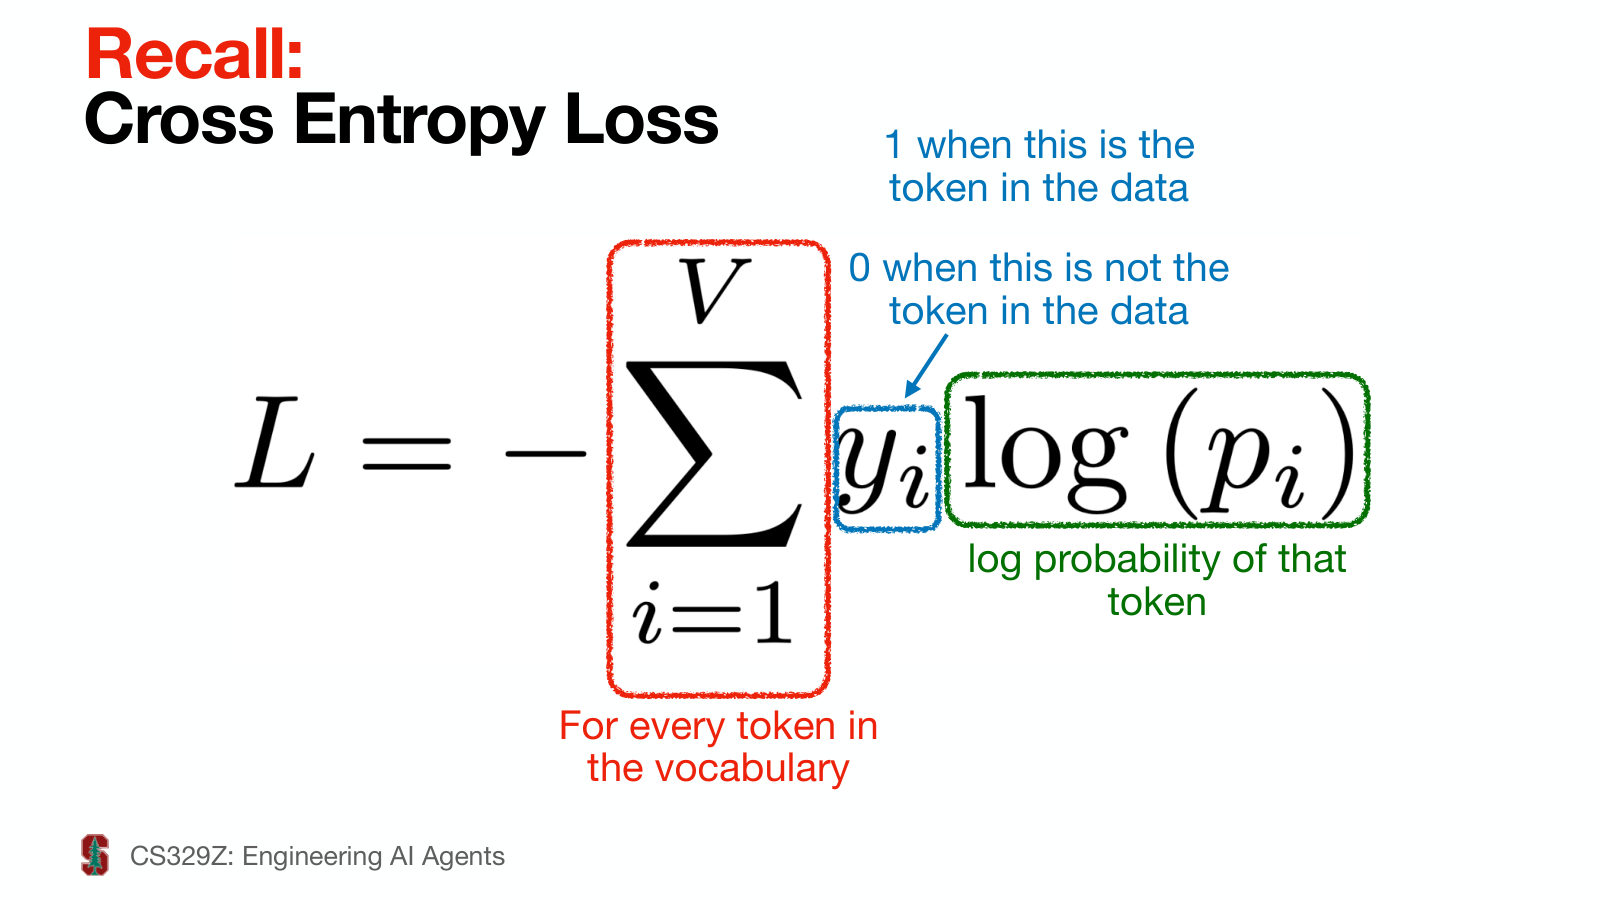 Recall:
Cross Entropy Loss
1 when this is the
token in the data
0 when this is not the
token in the data
V
L = − ∑ y_i log (p_i)
i=1
log probability of that
token
For every token in
the vocabulary
S
CS329Z: Engineering AI Agents